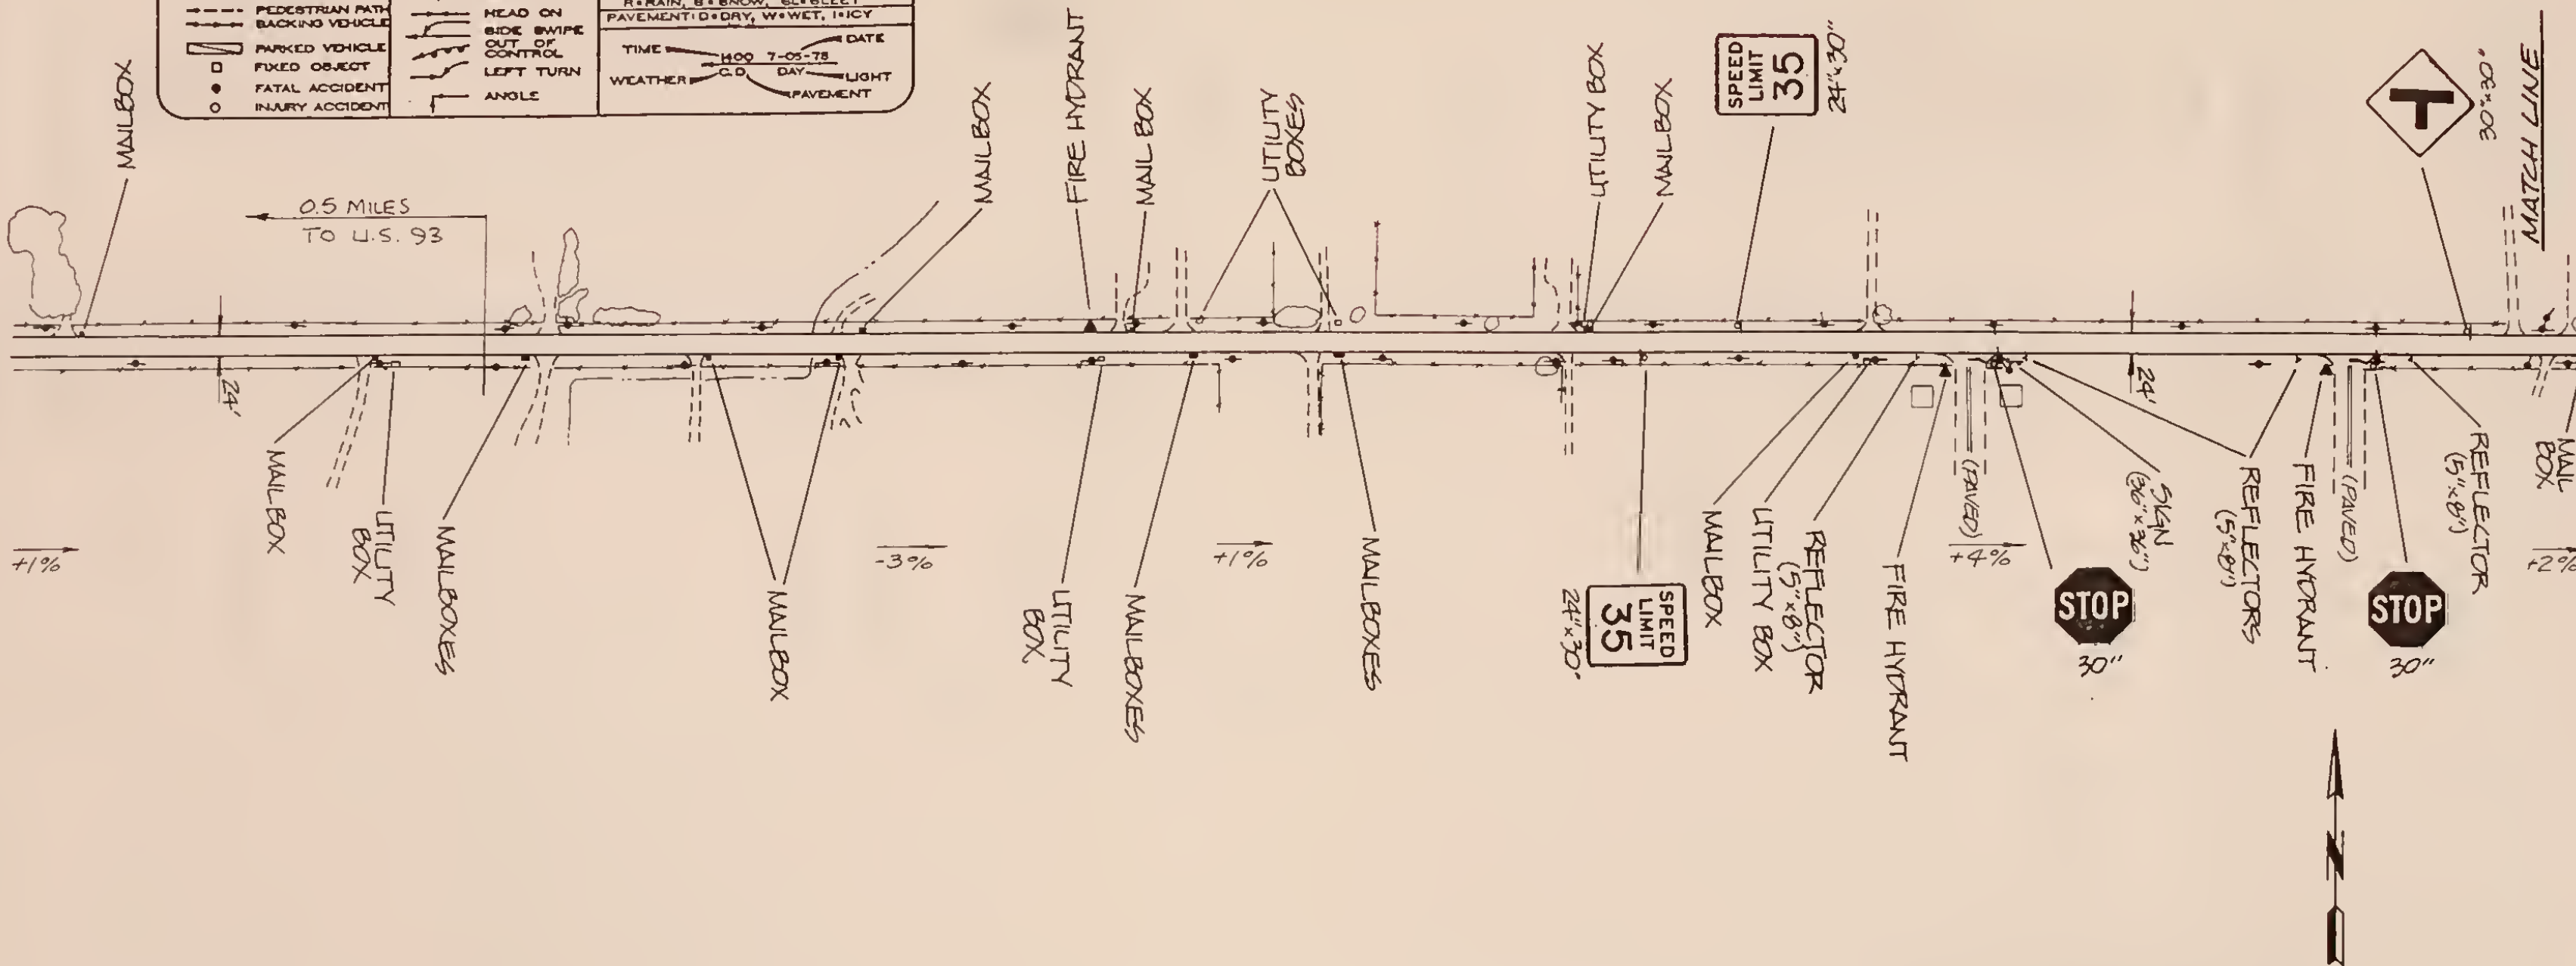 PEDESTRIAN PATH
BACKING VEHICLE
PARKED VEHICLE
FIXED OBJECT
FATAL ACCIDENT
INJURY ACCIDENT
HEAD ON
SIDE SWIPE
OUT OF
CONTROL
LEFT TURN
ANGLE
R=RAIN, S=SNOW, SL=SLEET
PAVEMENT: D=DRY, W=WET, I=ICY
TIME
DATE
1400 7-05-78
WEATHER
C.D. DAY
LIGHT
PAVEMENT
MAILBOX
0.5 MILES
TO U.S. 93
MAILBOX
FIRE HYDRANT
MAIL BOX
UTILITY
BOXES
UTILITY BOX
MAILBOX
SPEED
LIMIT
35
24"x30"
30"x30"
MATCH LINE
24'
24'
MAILBOX
UTILITY
BOX
MAILBOXES
MAILBOX
UTILITY
BOX
MAILBOXES
MAILBOXES
SPEED
LIMIT
35
24"x30"
MAILBOX
UTILITY BOX
REFLECTOR
(5"x8")
FIRE HYDRANT
(PAVED)
STOP
30"
SIGN
(36"x36")
REFLECTORS
(5"x8")
FIRE HYDRANT
(PAVED)
STOP
30"
REFLECTOR
(5"x8")
MAIL-
BOX
+1%
-3%
+1%
+4%
+2%
N